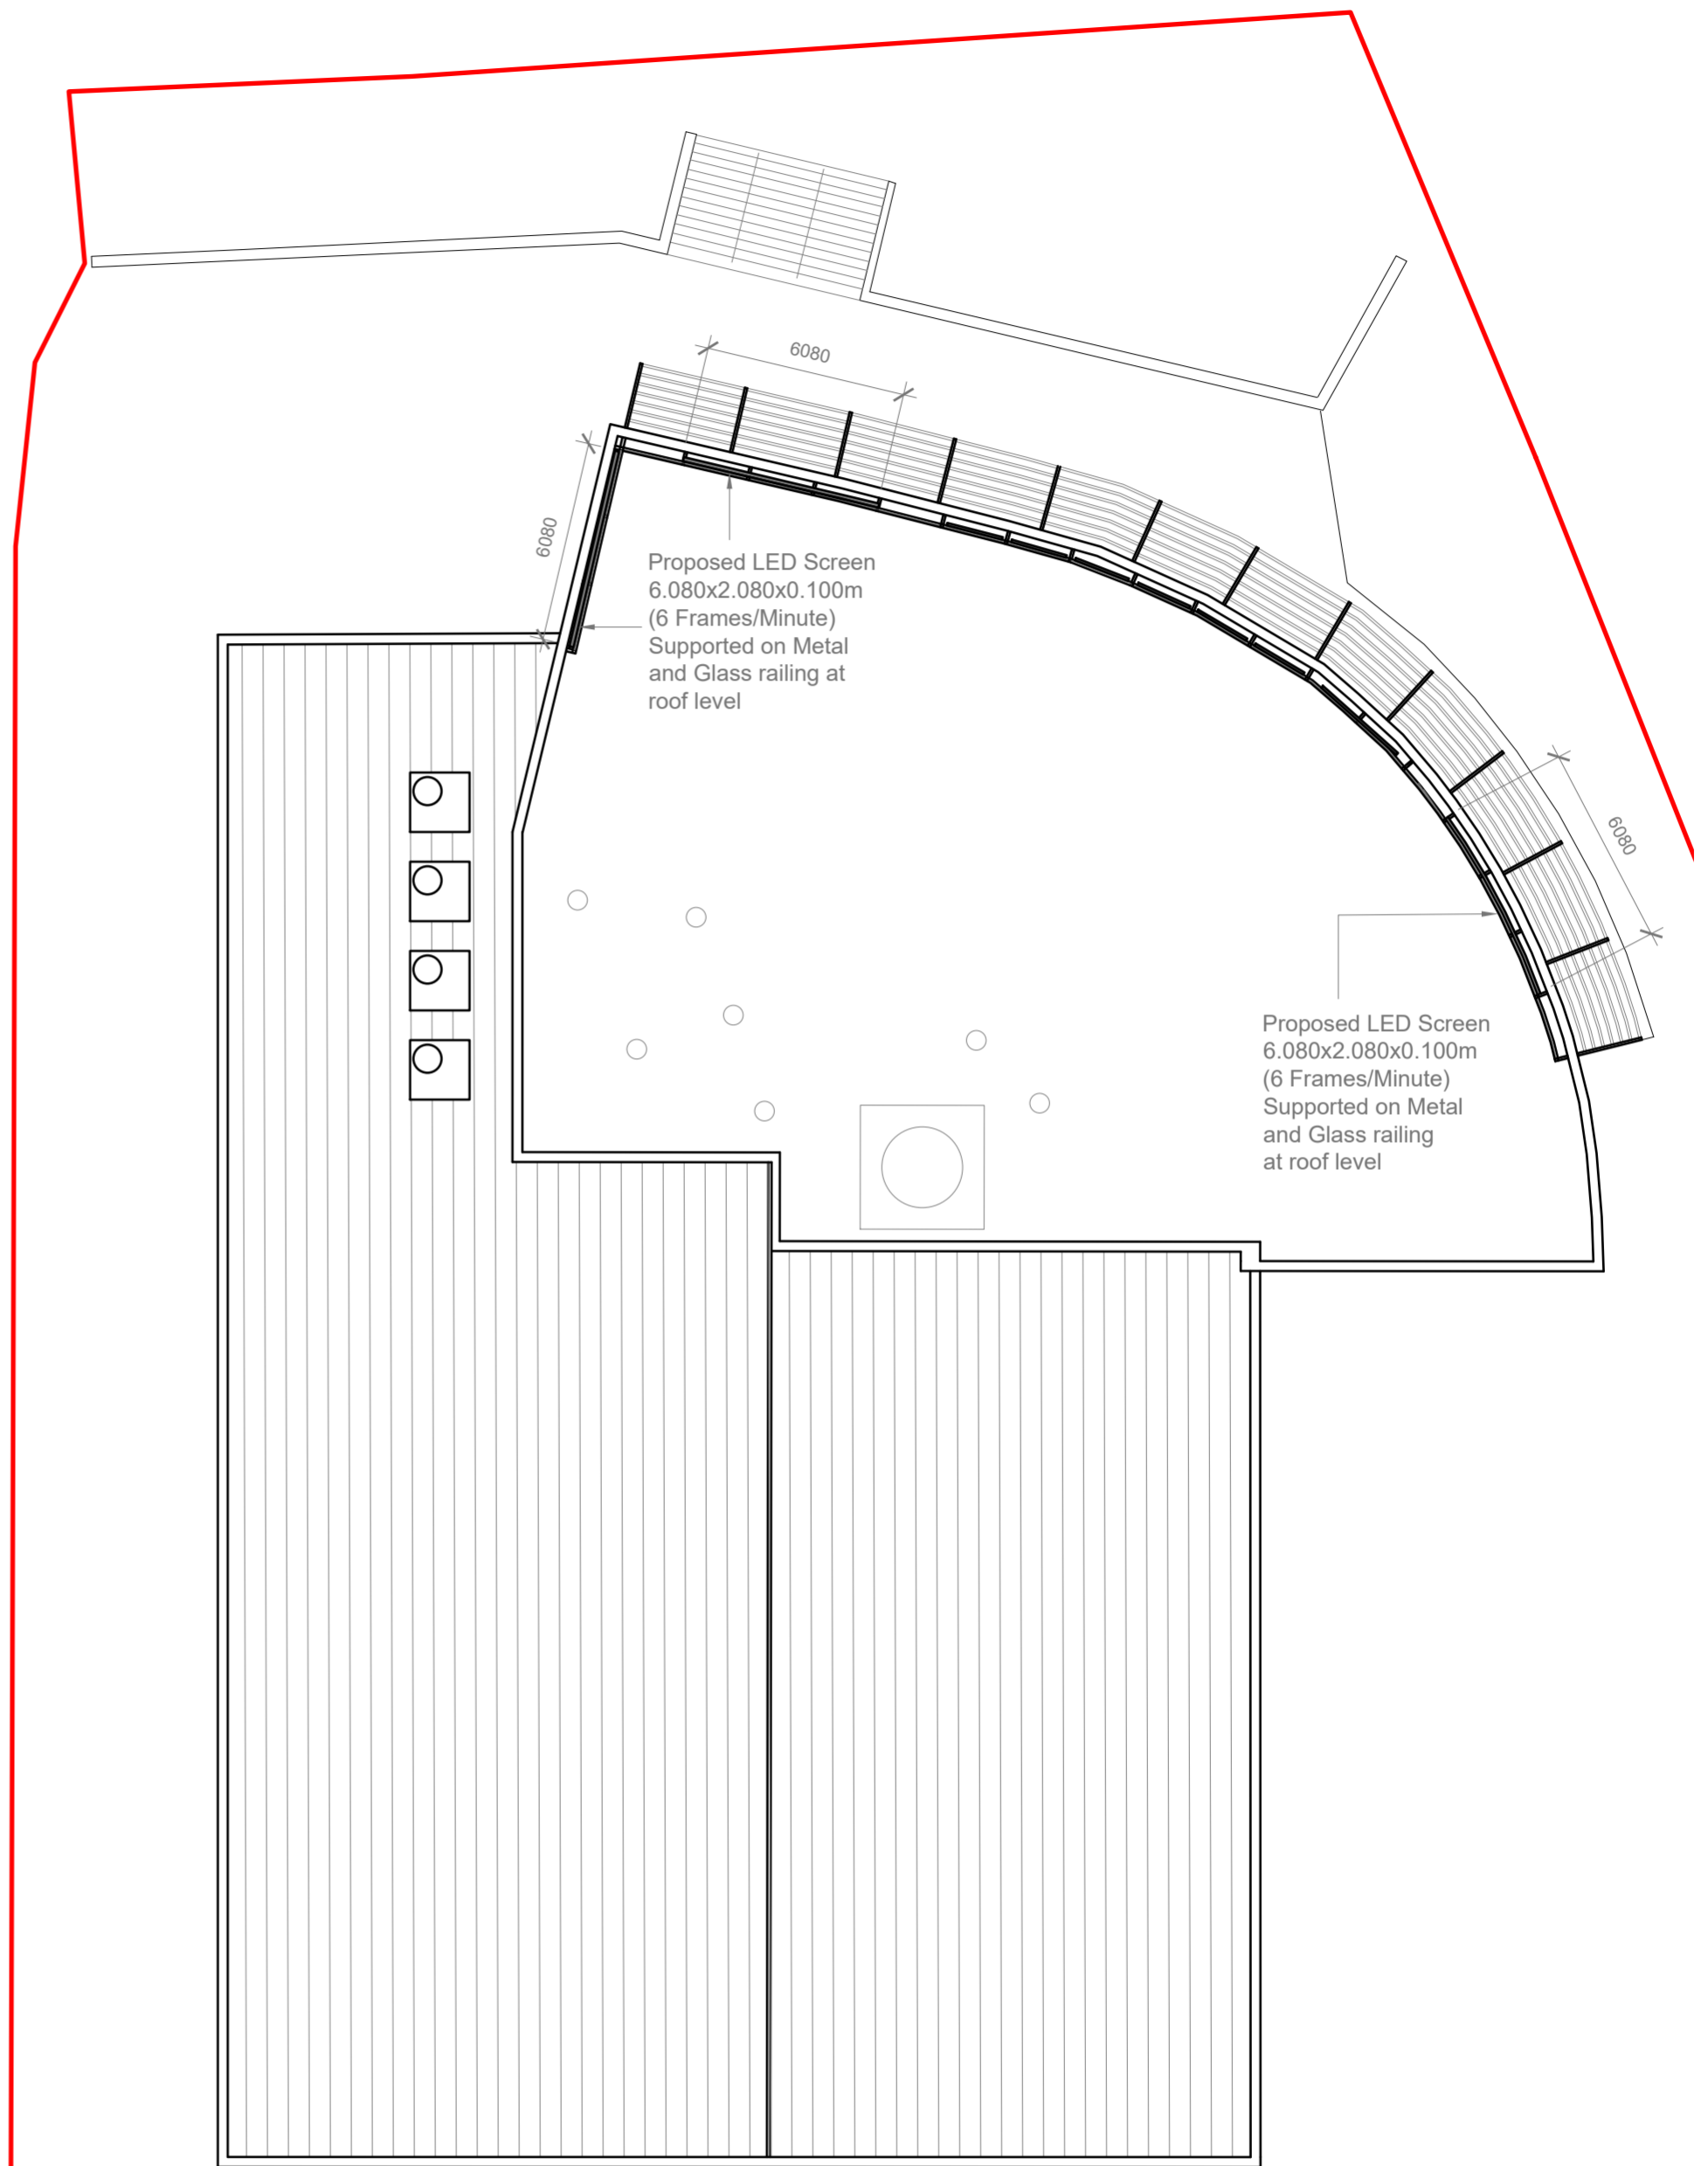 6080
6080
Proposed LED Screen
6.080x2.080x0.100m
(6 Frames/Minute)
Supported on Metal
and Glass railing at
roof level
6080
Proposed LED Screen
6.080x2.080x0.100m
(6 Frames/Minute)
Supported on Metal
and Glass railing
at roof level